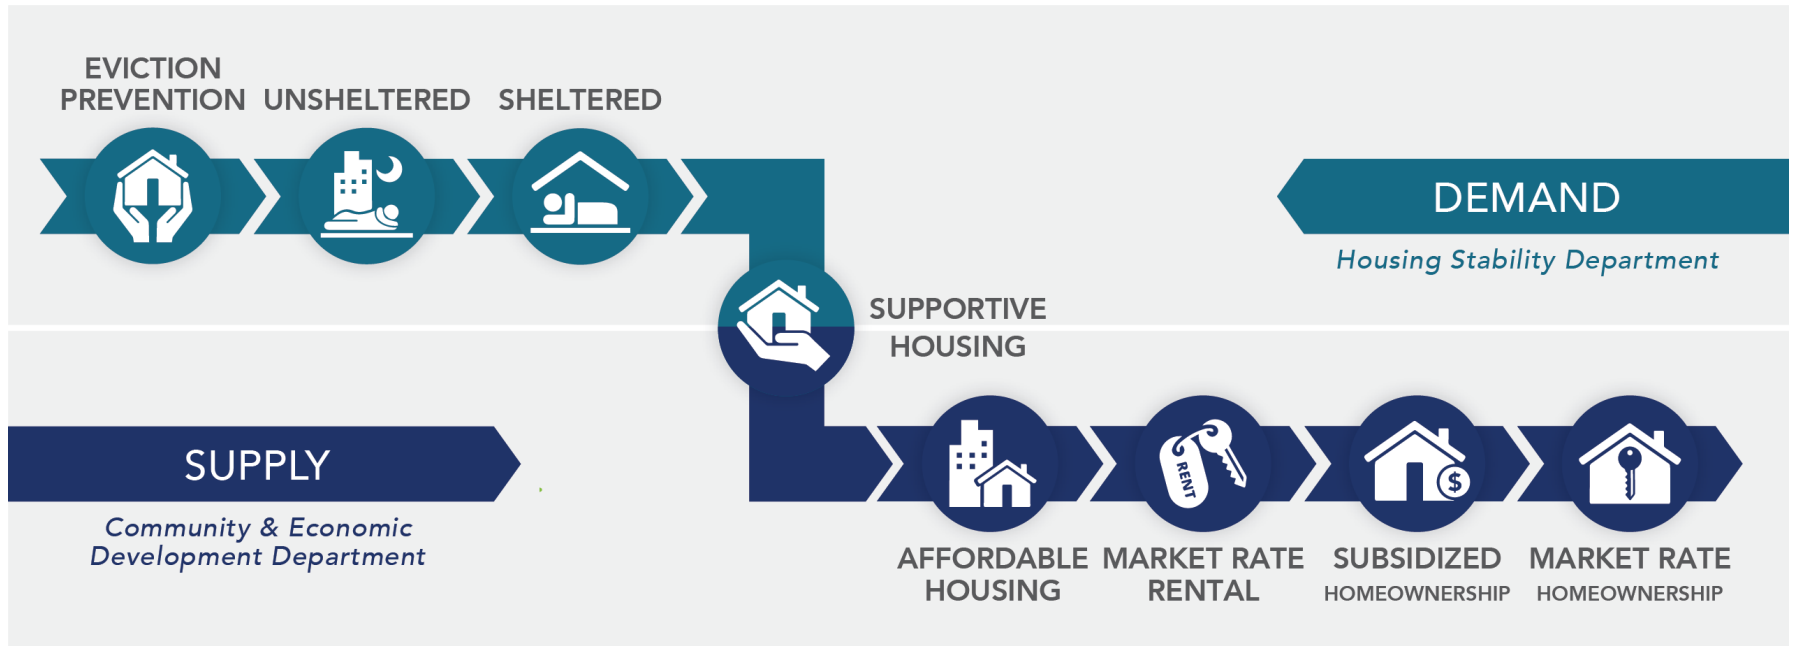 EVICTION
PREVENTION
UNSHELTERED
SHELTERED
DEMAND
Housing Stability Department
SUPPORTIVE
HOUSING
SUPPLY
Community & Economic
Development Department
RENT
$
AFFORDABLE
HOUSING
MARKET RATE
RENTAL
SUBSIDIZED
HOMEOWNERSHIP
MARKET RATE
HOMEOWNERSHIP